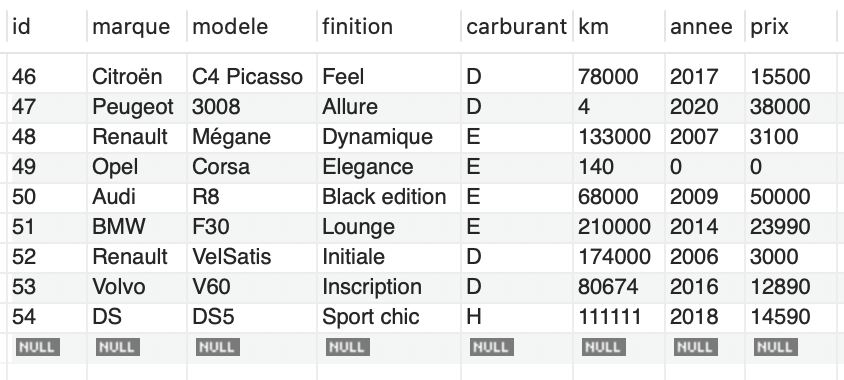 id marque modele finition carburant km annee prix
46 Citroën C4 Picasso Feel D 78000 2017 15500
47 Peugeot 3008 Allure D 4 2020 38000
48 Renault Mégane Dynamique E 133000 2007 3100
49 Opel Corsa Elegance E 140 0 0
50 Audi R8 Black edition E 68000 2009 50000
51 BMW F30 Lounge E 210000 2014 23990
52 Renault VelSatis Initiale D 174000 2006 3000
53 Volvo V60 Inscription D 80674 2016 12890
54 DS DS5 Sport chic H 111111 2018 14590
NULL NULL NULL NULL NULL NULL NULL NULL